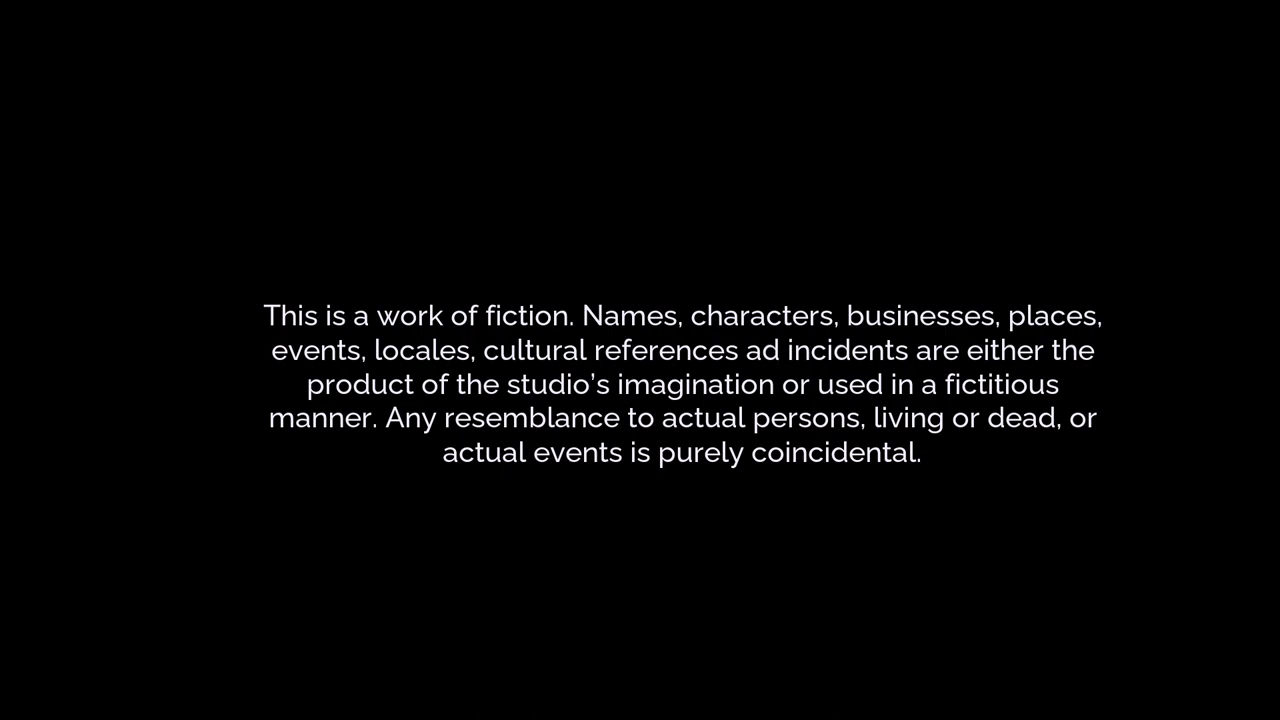 This is a work of fiction. Names, characters, businesses, places,
events, locales, cultural references ad incidents are either the
product of the studio’s imagination or used in a fictitious
manner. Any resemblance to actual persons, living or dead, or
actual events is purely coincidental.